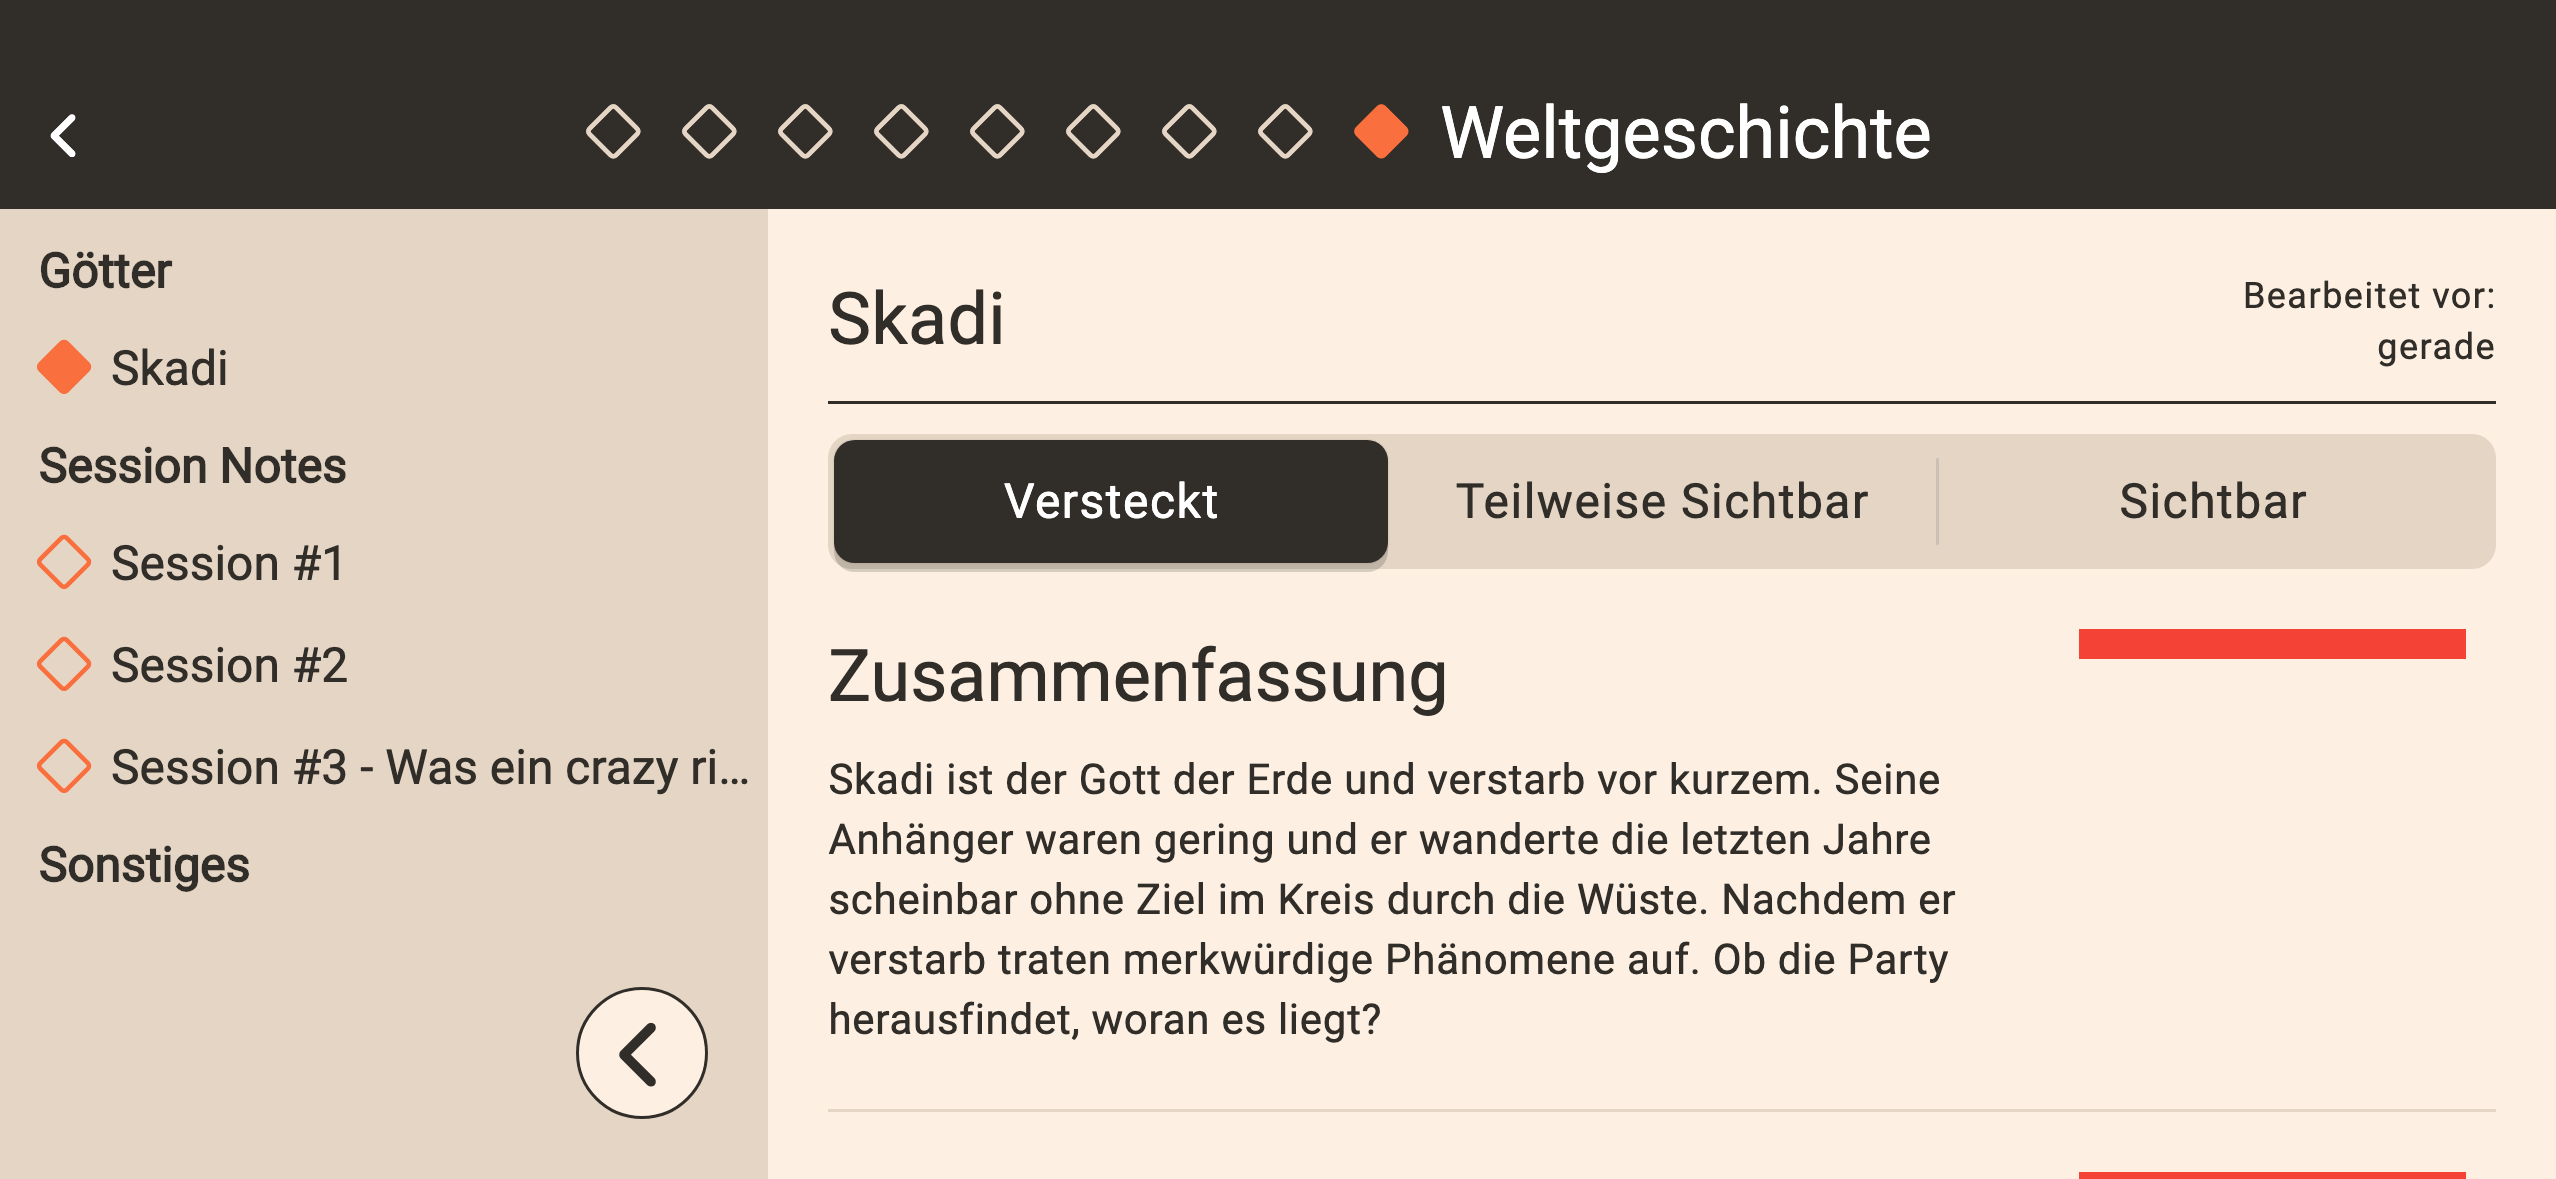 Weltgeschichte
Götter
Skadi
Session Notes
Session #1
Session #2
Session #3 - Was ein crazy ri...
Sonstiges
Skadi
Bearbeitet vor:
gerade
Versteckt
Teilweise Sichtbar
Sichtbar
Zusammenfassung
Skadi ist der Gott der Erde und verstarb vor kurzem. Seine
Anhänger waren gering und er wanderte die letzten Jahre
scheinbar ohne Ziel im Kreis durch die Wüste. Nachdem er
verstarb traten merkwürdige Phänomene auf. Ob die Party
herausfindet, woran es liegt?